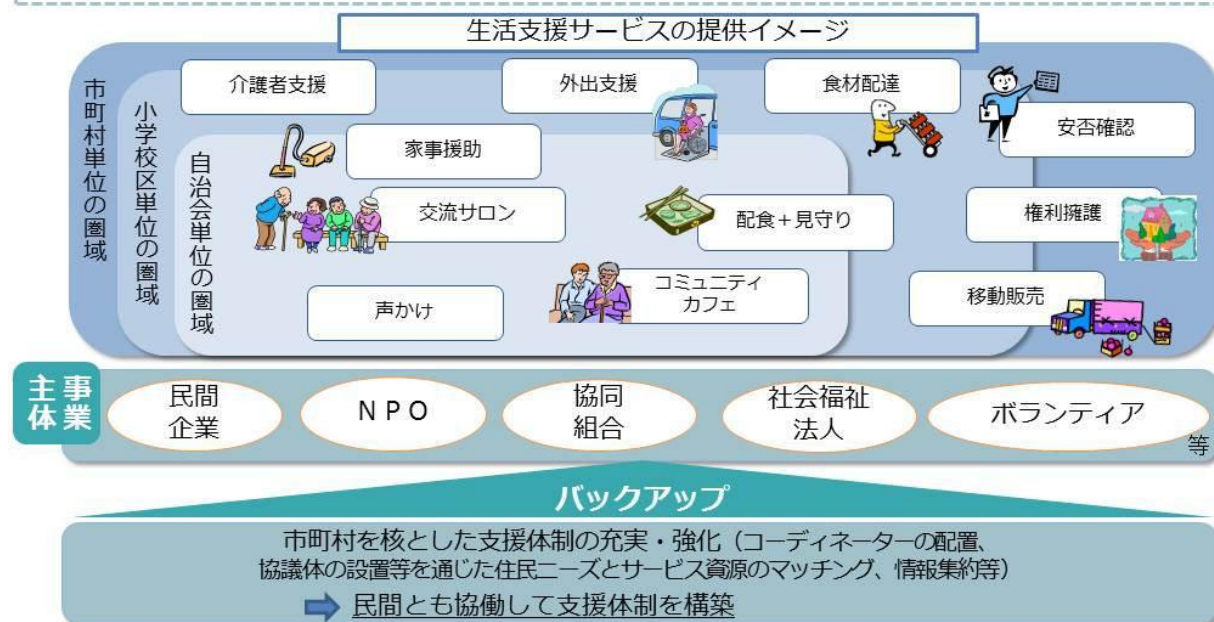 生活支援サービスの提供イメージ
市町村単位の圏域
小学校区単位の圏域
自治会単位の圏域
介護者支援
外出支援
食材配達
安否確認
家事援助
交流サロン
配食＋見守り
権利擁護
声かけ
コミュニティ
カフェ
移動販売
事業
主体
民間
企業
ＮＰＯ
協同
組合
社会福祉
法人
ボランティア
等
バックアップ
市町村を核とした支援体制の充実・強化（コーディネーターの配置、
協議体の設置等を通じた住民ニーズとサービス資源のマッチング、情報集約等）
民間とも協働して支援体制を構築